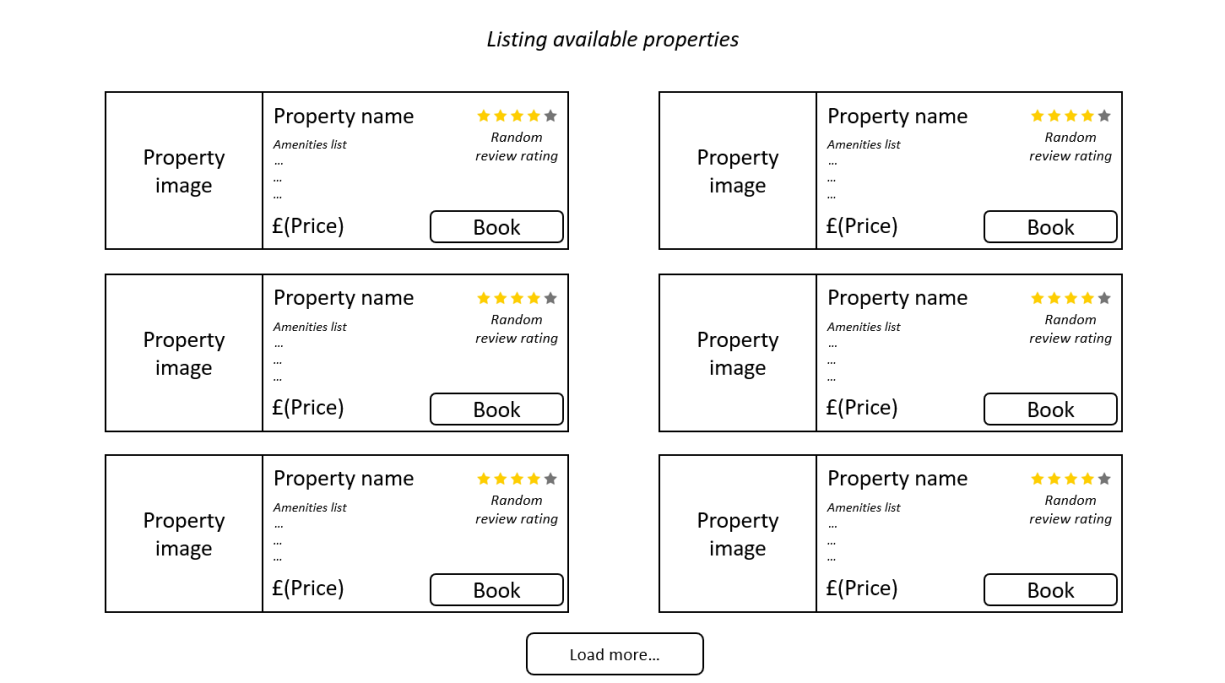 Listing available properties
Property image
Property name
Random
review rating
Amenities list
...
...
...
£(Price)
Book
Property image
Property name
Random
review rating
Amenities list
...
...
...
£(Price)
Book
Property image
Property name
Random
review rating
Amenities list
...
...
...
£(Price)
Book
Property image
Property name
Random
review rating
Amenities list
...
...
...
£(Price)
Book
Property image
Property name
Random
review rating
Amenities list
...
...
...
£(Price)
Book
Property image
Property name
Random
review rating
Amenities list
...
...
...
£(Price)
Book
Load more...